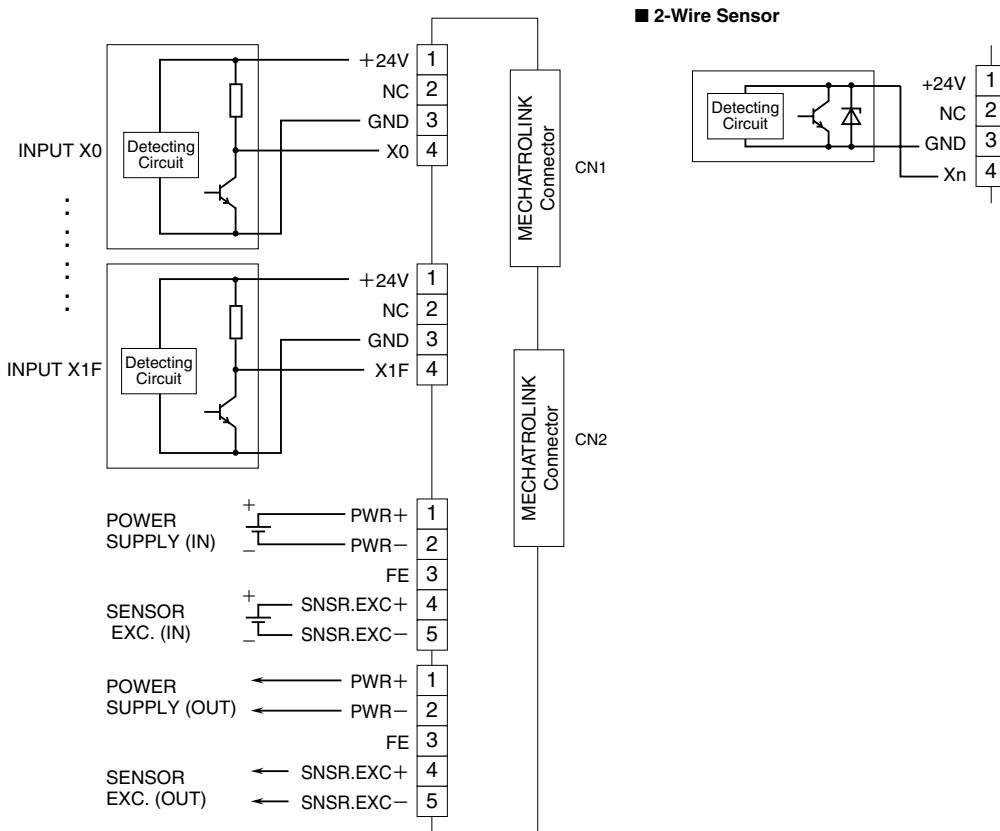 ■ 2-Wire Sensor
INPUT X0
Detecting
Circuit
+24V 1
NC 2
GND 3
X0 4
INPUT X1F
Detecting
Circuit
+24V 1
NC 2
GND 3
X1F 4
POWER
SUPPLY (IN)
+
−
PWR+ 1
PWR− 2
FE 3
SENSOR
EXC. (IN)
+
−
SNSR.EXC+ 4
SNSR.EXC− 5
POWER
SUPPLY (OUT)
PWR+ 1
PWR− 2
FE 3
SENSOR
EXC. (OUT)
SNSR.EXC+ 4
SNSR.EXC− 5
MECHATROLINK
Connector
CN1
MECHATROLINK
Connector
CN2
Detecting
Circuit
+24V 1
NC 2
GND 3
Xn 4